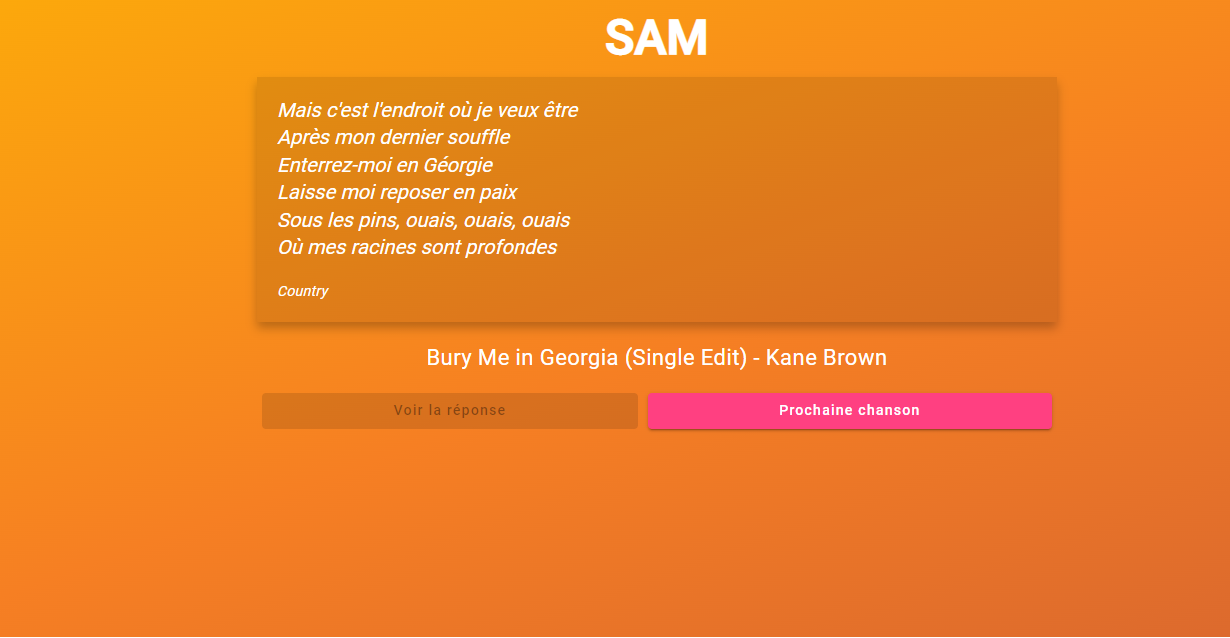 SAM
Mais c'est l'endroit où je veux être
Après mon dernier souffle
Enterrez-moi en Géorgie
Laisse moi reposer en paix
Sous les pins, ouais, ouais, ouais
Où mes racines sont profondes
Country
Bury Me in Georgia (Single Edit) - Kane Brown
Voir la réponse
Prochaine chanson